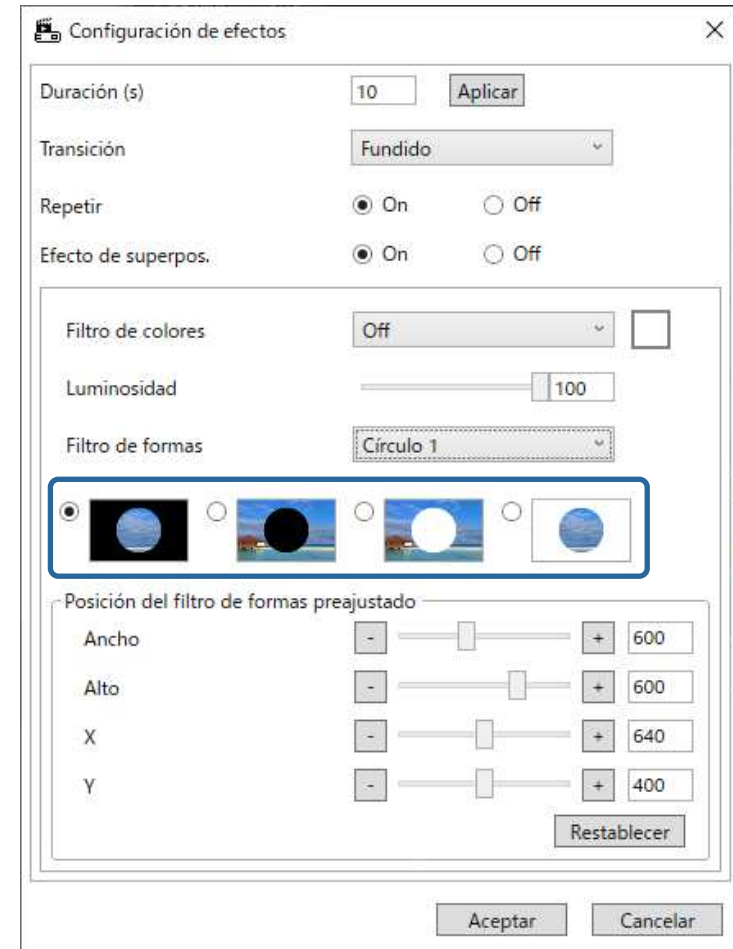 Configuración de efectos
Duración (s) 10 Aplicar
Transición Fundido
Repetir On Off
Efecto de superpos. On Off
Filtro de colores Off
Luminosidad 100
Filtro de formas Círculo 1
Posición del filtro de formas preajustado
Ancho - + 600
Alto - + 600
X - + 640
Y - + 400
Restablecer
Aceptar Cancelar